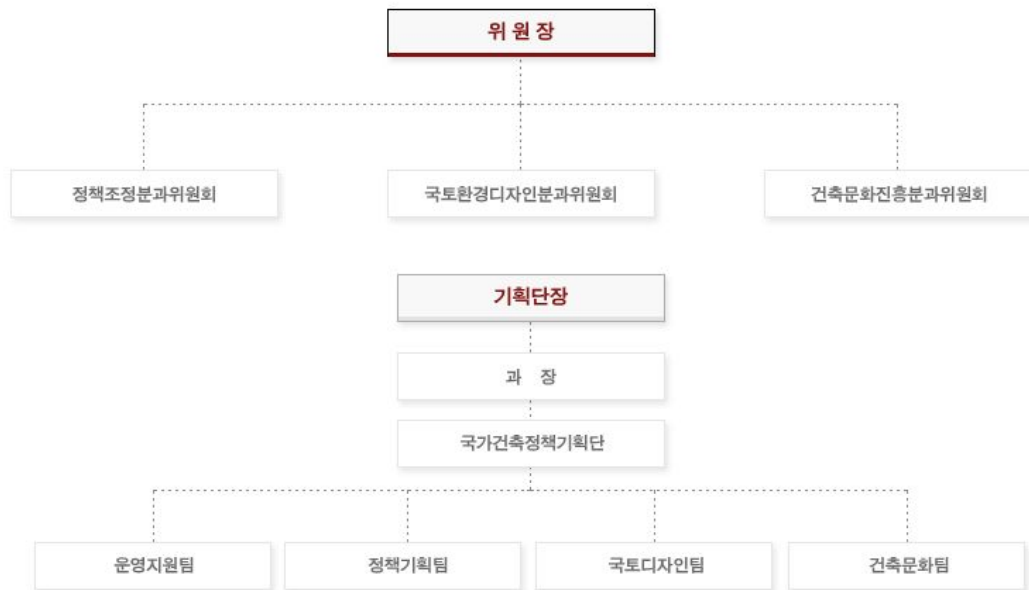 위 원 장
정책조정분과위원회
국토환경디자인분과위원회
건축문화진흥분과위원회
기획단장
과 장
국가건축정책기획단
운영지원팀
정책기획팀
국토디자인팀
건축문화팀